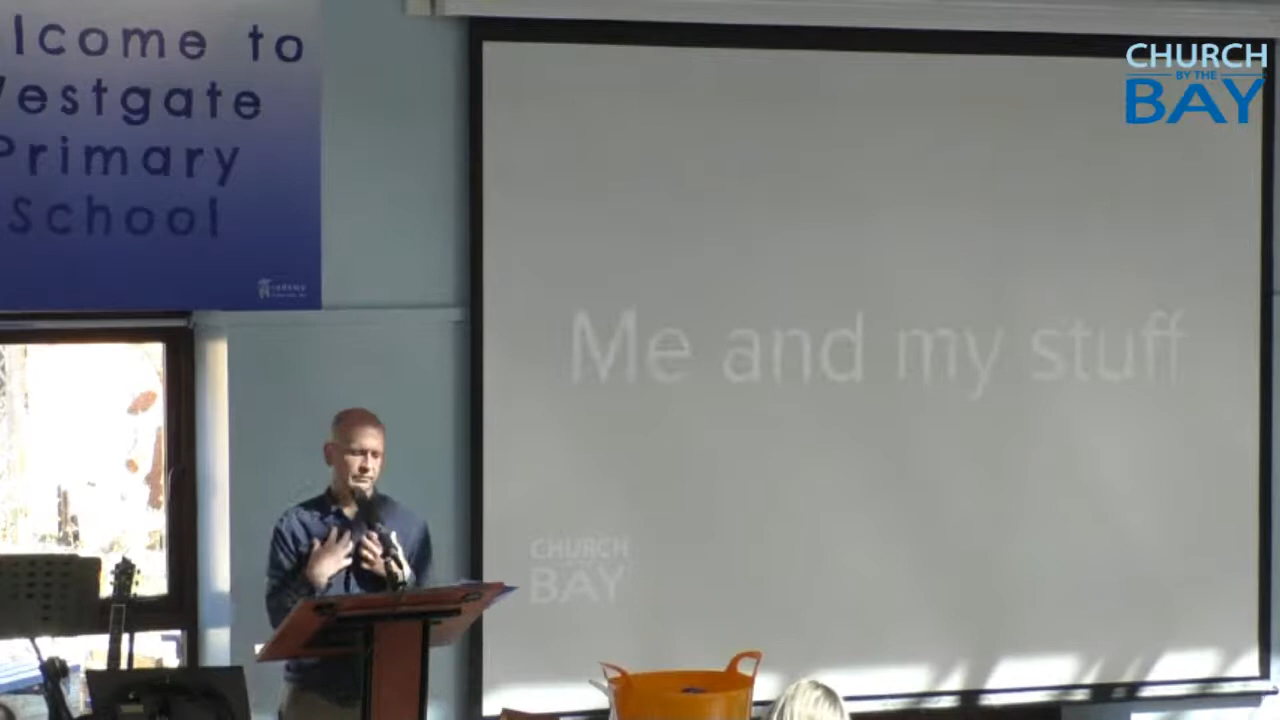 lcome to
estgate
Primary
School
CHURCH
BY THE
BAY
Me and my stuff
CHURCH
BAY